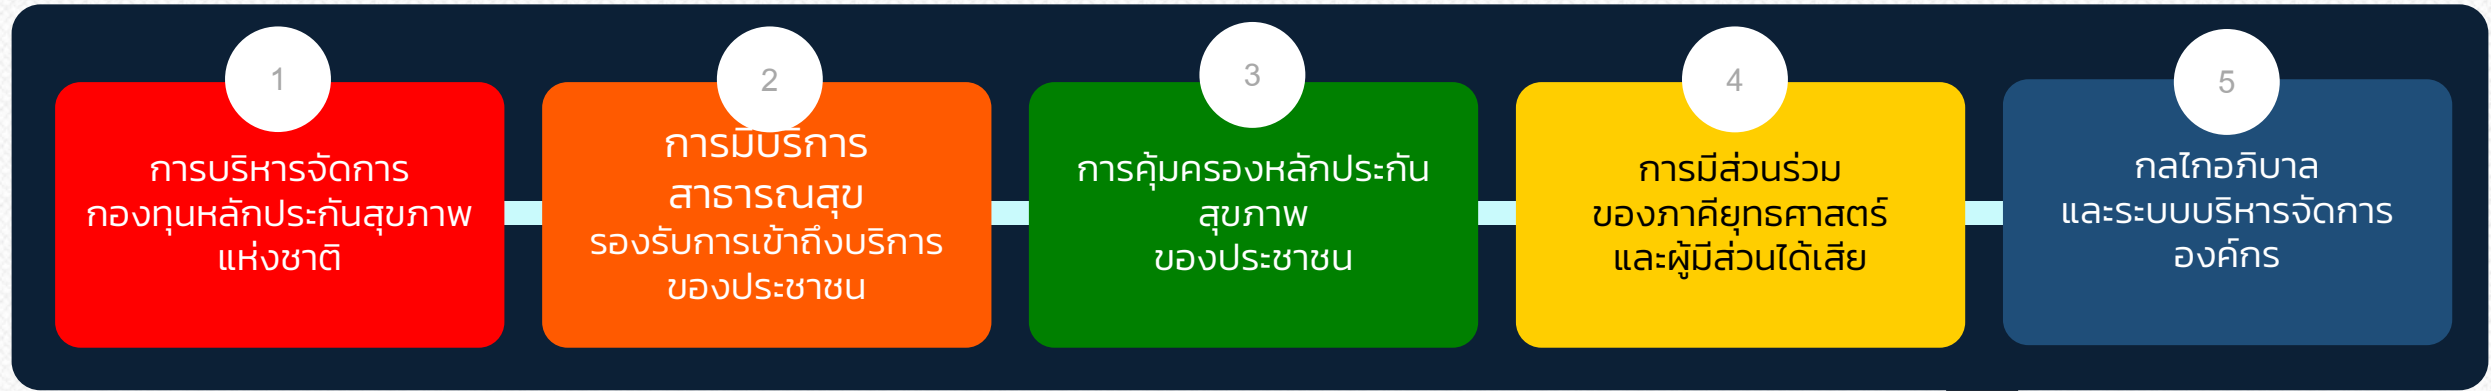 1
การบริหารจัดการ
กองทุนหลักประกันสุขภาพ
แห่งชาติ
2
การมีบริการ
สาธารณสุข
รองรับการเข้าถึงบริการ
ของประชาชน
3
การคุ้มครองหลักประกัน
สุขภาพ
ของประชาชน
4
การมีส่วนร่วม
ของภาคียุทธศาสตร์
และผู้มีส่วนได้เสีย
5
กลไกอภิบาล
และระบบบริหารจัดการ
องค์กร